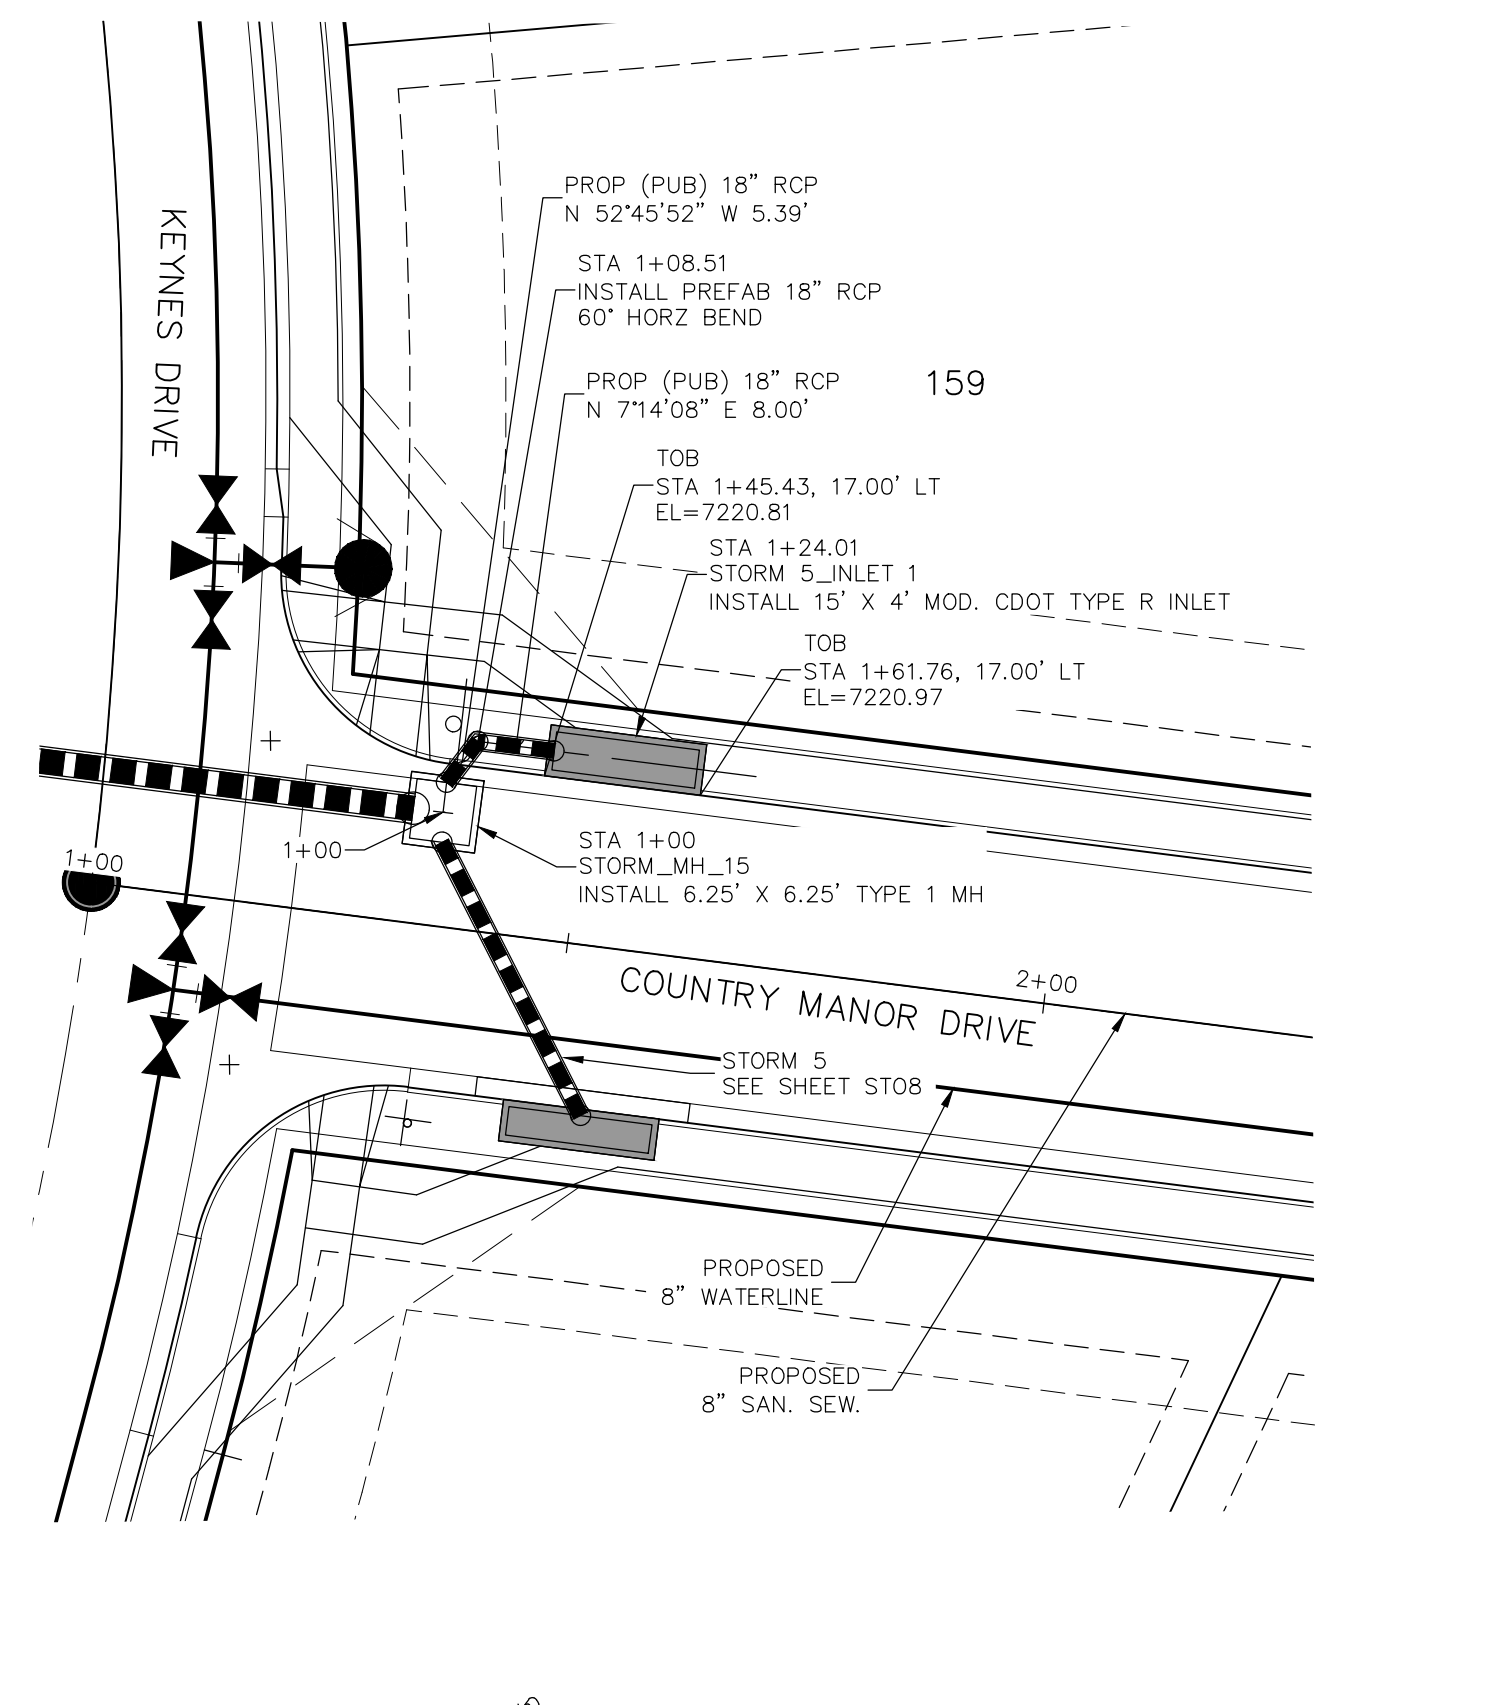 KEYNES DRIVE
PROP (PUB) 18" RCP
N 52°45'52" W 5.39'
STA 1+08.51
INSTALL PREFAB 18" RCP
60° HORZ BEND
PROP (PUB) 18" RCP
N 7°14'08" E 8.00'
159
TOB
STA 1+45.43, 17.00' LT
EL=7220.81
STA 1+24.01
STORM 5_INLET 1
INSTALL 15' X 4' MOD. CDOT TYPE R INLET
TOB
STA 1+61.76, 17.00' LT
EL=7220.97
1+00
1+00
STA 1+00
STORM_MH_15
INSTALL 6.25' X 6.25' TYPE 1 MH
COUNTRY MANOR DRIVE
2+00
STORM 5
SEE SHEET ST08
PROPOSED
8" WATERLINE
PROPOSED
8" SAN. SEW.